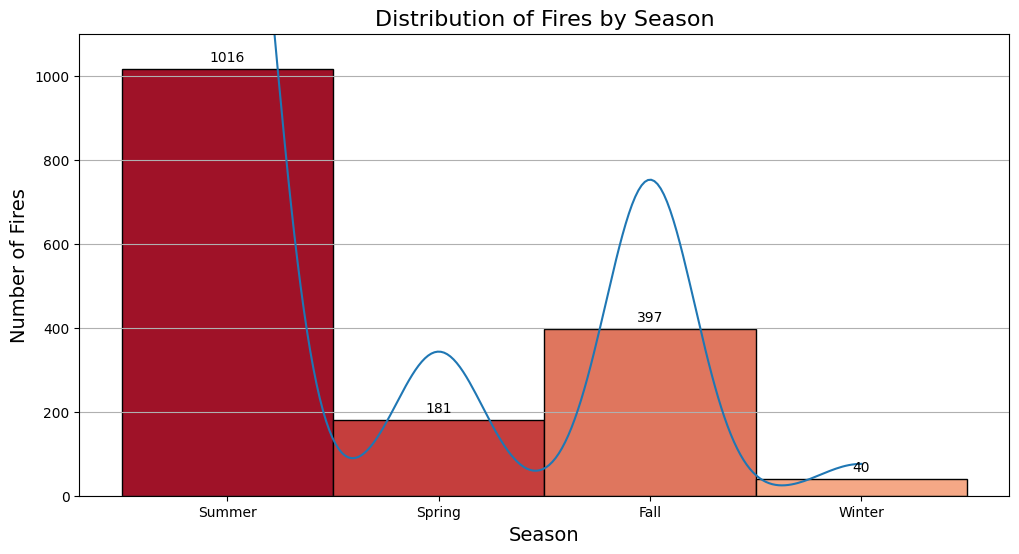 Distribution of Fires by Season
Number of Fires
1000
800
600
400
200
0
1016
181
397
40
Summer
Spring
Fall
Winter
Season